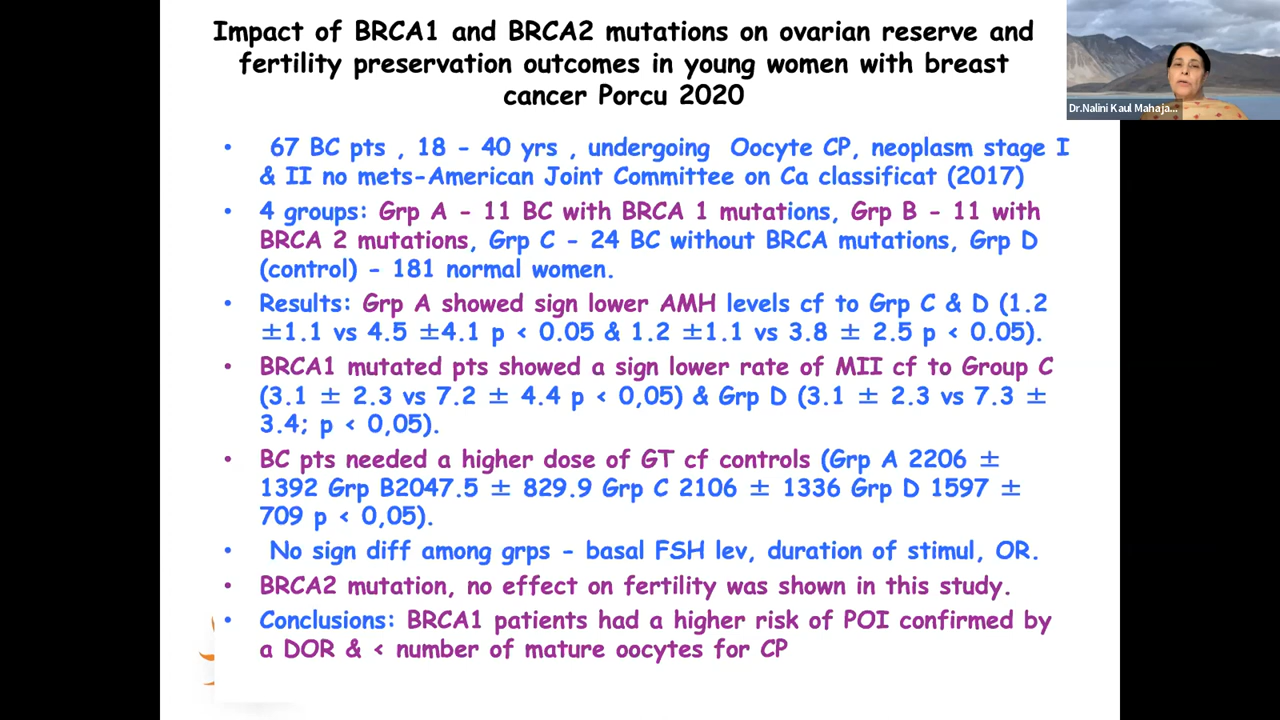 Impact of BRCA1 and BRCA2 mutations on ovarian reserve and
fertility preservation outcomes in young women with breast
cancer Porcu 2020
Dr.Nalini Kaul Mahaja...
• 67 BC pts , 18 - 40 yrs , undergoing Oocyte CP, neoplasm stage I
& II no mets-American Joint Committee on Ca classificat (2017)
• 4 groups: Grp A - 11 BC with BRCA 1 mutations, Grp B - 11 with
BRCA 2 mutations, Grp C - 24 BC without BRCA mutations, Grp D
(control) - 181 normal women.
• Results: Grp A showed sign lower AMH levels cf to Grp C & D (1.2
±1.1 vs 4.5 ±4.1 p < 0.05 & 1.2 ±1.1 vs 3.8 ± 2.5 p < 0.05).
• BRCA1 mutated pts showed a sign lower rate of MII cf to Group C
(3.1 ± 2.3 vs 7.2 ± 4.4 p < 0,05) & Grp D (3.1 ± 2.3 vs 7.3 ±
3.4; p < 0,05).
• BC pts needed a higher dose of GT cf controls (Grp A 2206 ±
1392 Grp B2047.5 ± 829.9 Grp C 2106 ± 1336 Grp D 1597 ±
709 p < 0,05).
• No sign diff among grps - basal FSH lev, duration of stimul, OR.
• BRCA2 mutation, no effect on fertility was shown in this study.
• Conclusions: BRCA1 patients had a higher risk of POI confirmed by
a DOR & < number of mature oocytes for CP